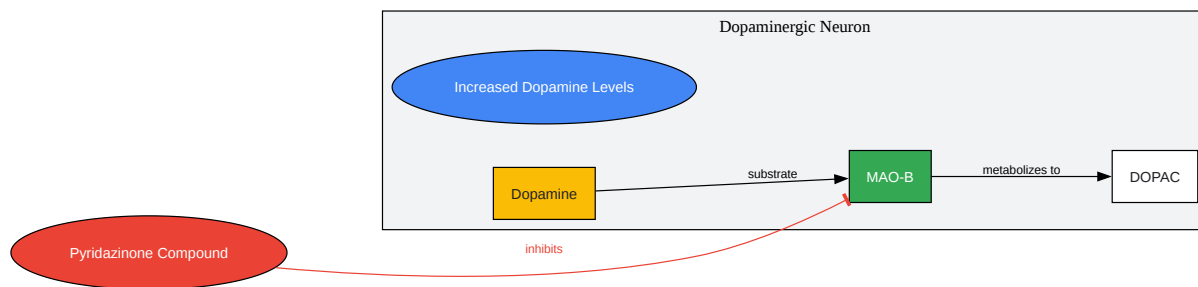 Dopaminergic Neuron
Increased Dopamine Levels
substrate
metabolizes to
MAO-B
DOPAC
Dopamine
inhibits
Pyridazinone Compound